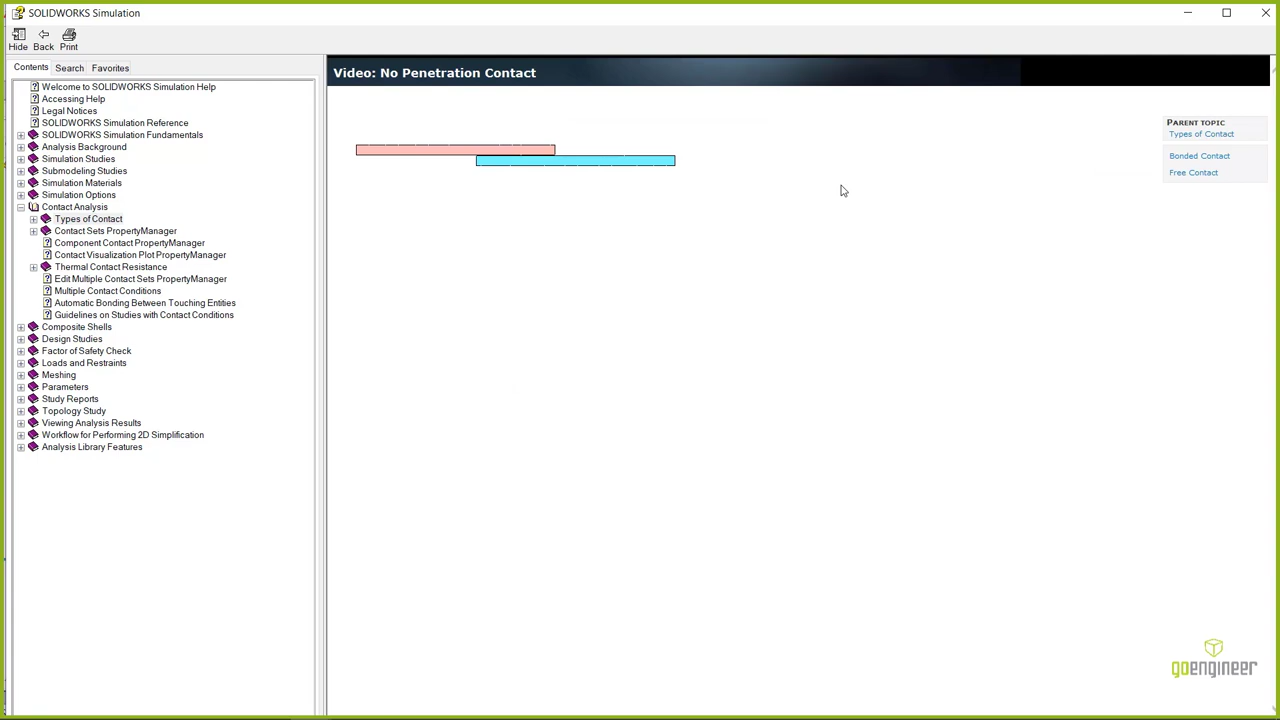 SOLIDWORKS Simulation
Hide Back Print
Contents Search Favorites
Welcome to SOLIDWORKS Simulation Help
Accessing Help
Legal Notices
SOLIDWORKS Simulation Reference
SOLIDWORKS Simulation Fundamentals
Analysis Background
Simulation Studies
Submodeling Studies
Simulation Materials
Simulation Options
Contact Analysis
Types of Contact
Contact Sets PropertyManager
Component Contact PropertyManager
Contact Visualization Plot PropertyManager
Thermal Contact Resistance
Edit Multiple Contact Sets PropertyManager
Multiple Contact Conditions
Automatic Bonding Between Touching Entities
Guidelines on Studies with Contact Conditions
Composite Shells
Design Studies
Factor of Safety Check
Loads and Restraints
Meshing
Parameters
Study Reports
Topology Study
Viewing Analysis Results
Workflow for Performing 2D Simplification
Analysis Library Features
Video: No Penetration Contact
PARENT TOPIC
Types of Contact
Bonded Contact
Free Contact
goengineer